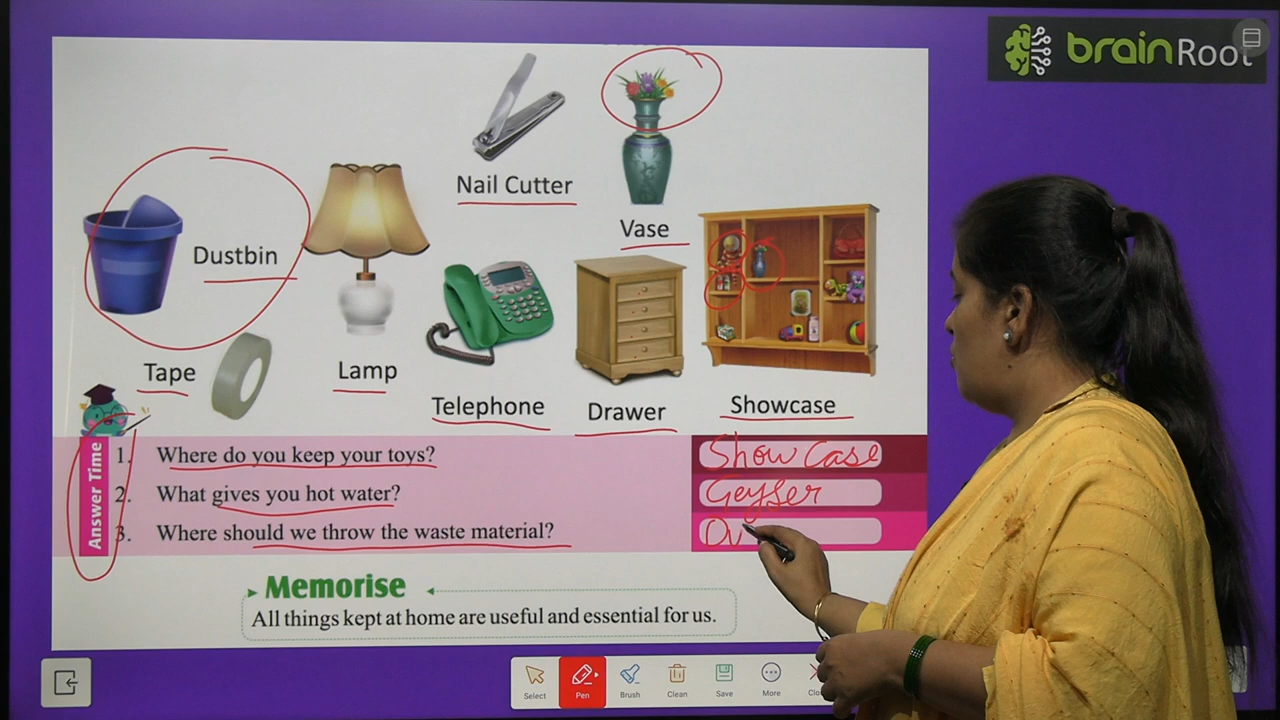 brainRoot
Nail Cutter
Vase
Dustbin
Tape
Lamp
Telephone
Drawer
Showcase
Answer Time
1. Where do you keep your toys? Show Case
2. What gives you hot water? Geyser
3. Where should we throw the waste material? Du
Memorise
All things kept at home are useful and essential for us.
Select
Pen
Brush
Clean
Save
More
Clo